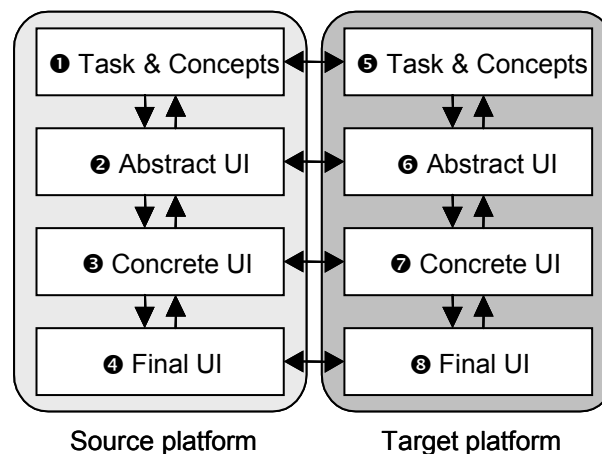 ❶ Task & Concepts
❺ Task & Concepts
❷ Abstract UI
❻ Abstract UI
❸ Concrete UI
❼ Concrete UI
❹ Final UI
❽ Final UI
Source platform
Target platform